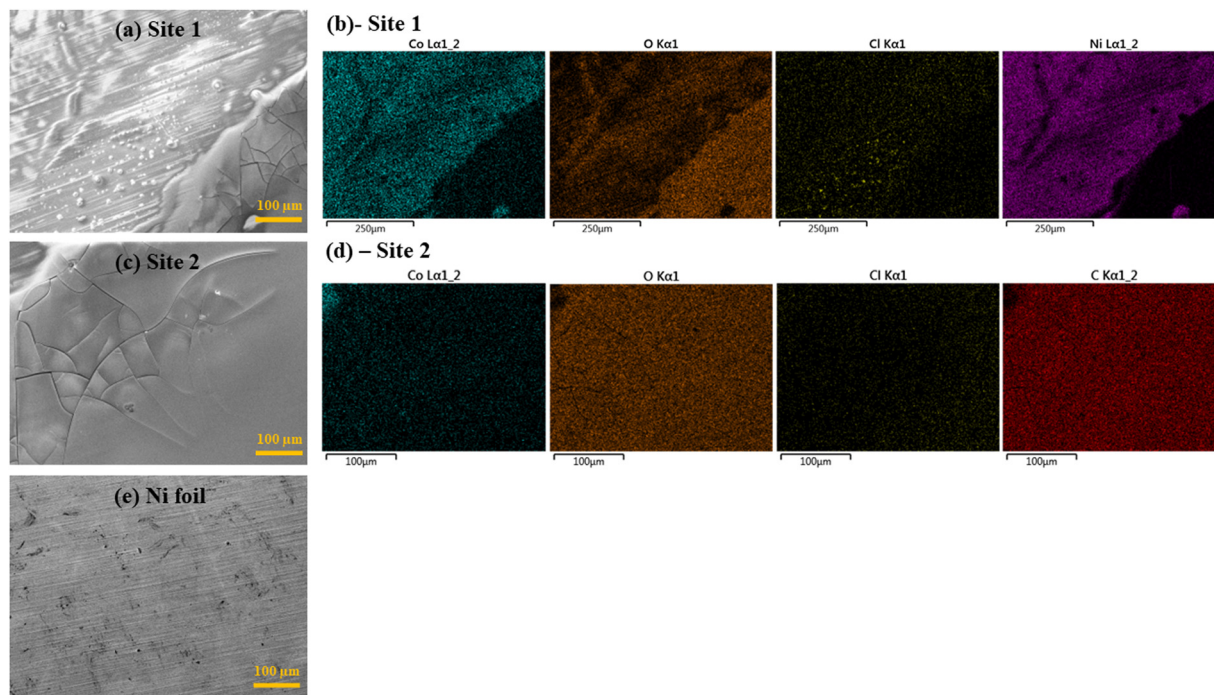 (a) Site 1
100 µm
(b)- Site 1
Co Lα1_2
O Kα1
Cl Kα1
Ni Lα1_2
250µm
250µm
250µm
250µm
(c) Site 2
100 µm
(d) – Site 2
Co Lα1_2
O Kα1
Cl Kα1
C Kα1_2
100µm
100µm
100µm
100µm
(e) Ni foil
100 µm